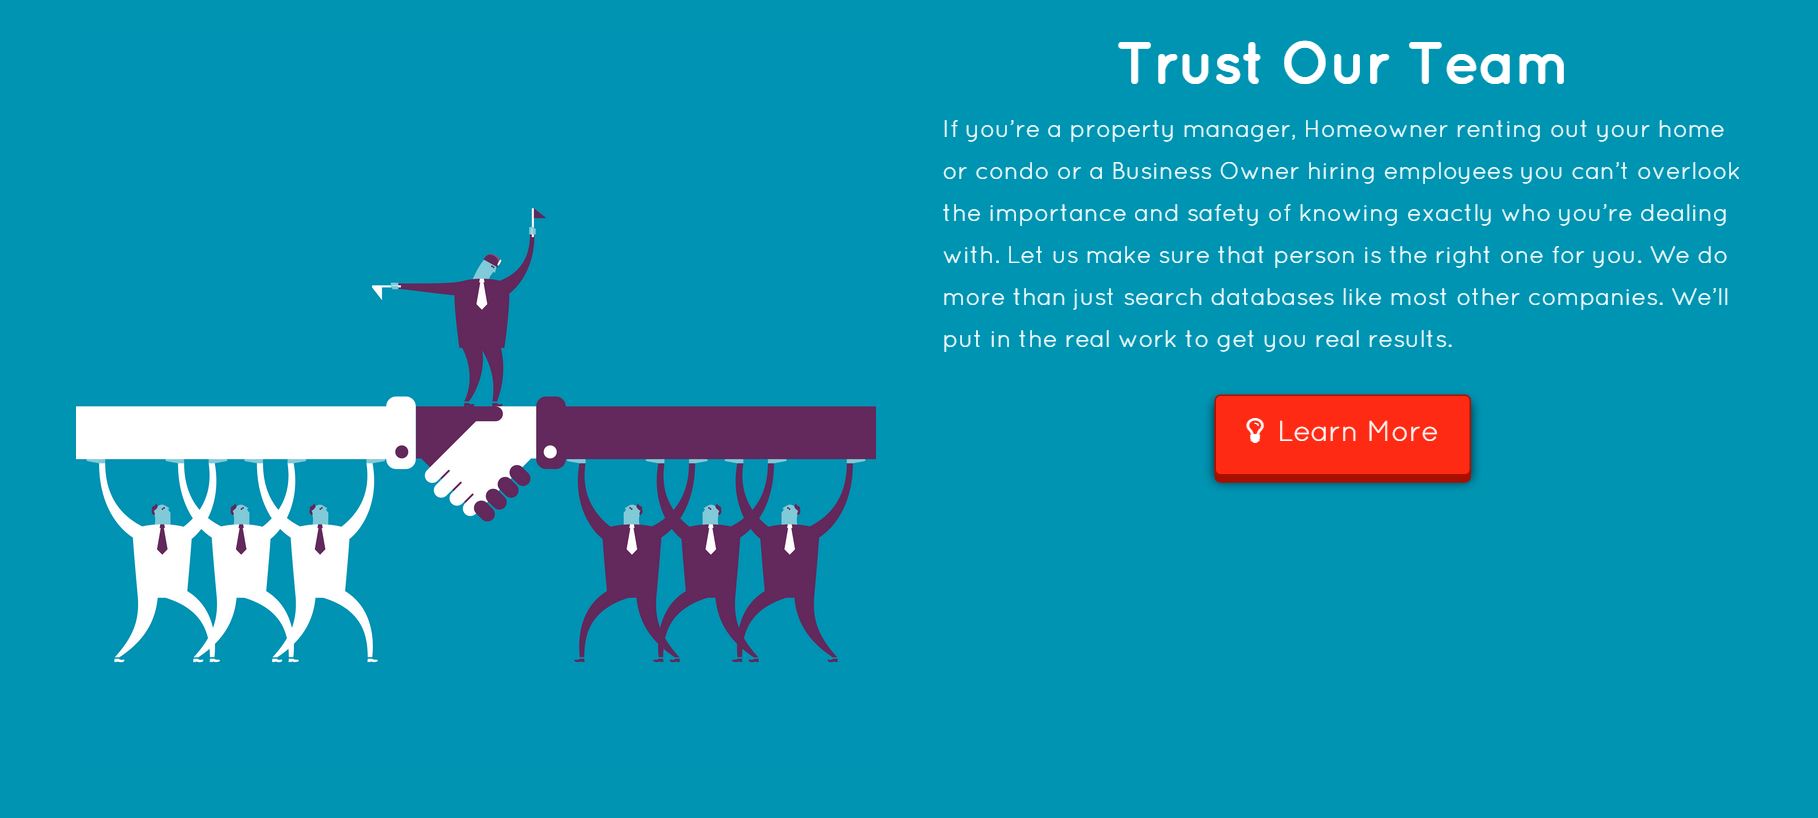 Trust Our Team
If you’re a property manager, Homeowner renting out your home
or condo or a Business Owner hiring employees you can’t overlook
the importance and safety of knowing exactly who you’re dealing
with. Let us make sure that person is the right one for you. We do
more than just search databases like most other companies. We’ll
put in the real work to get you real results.
Learn More